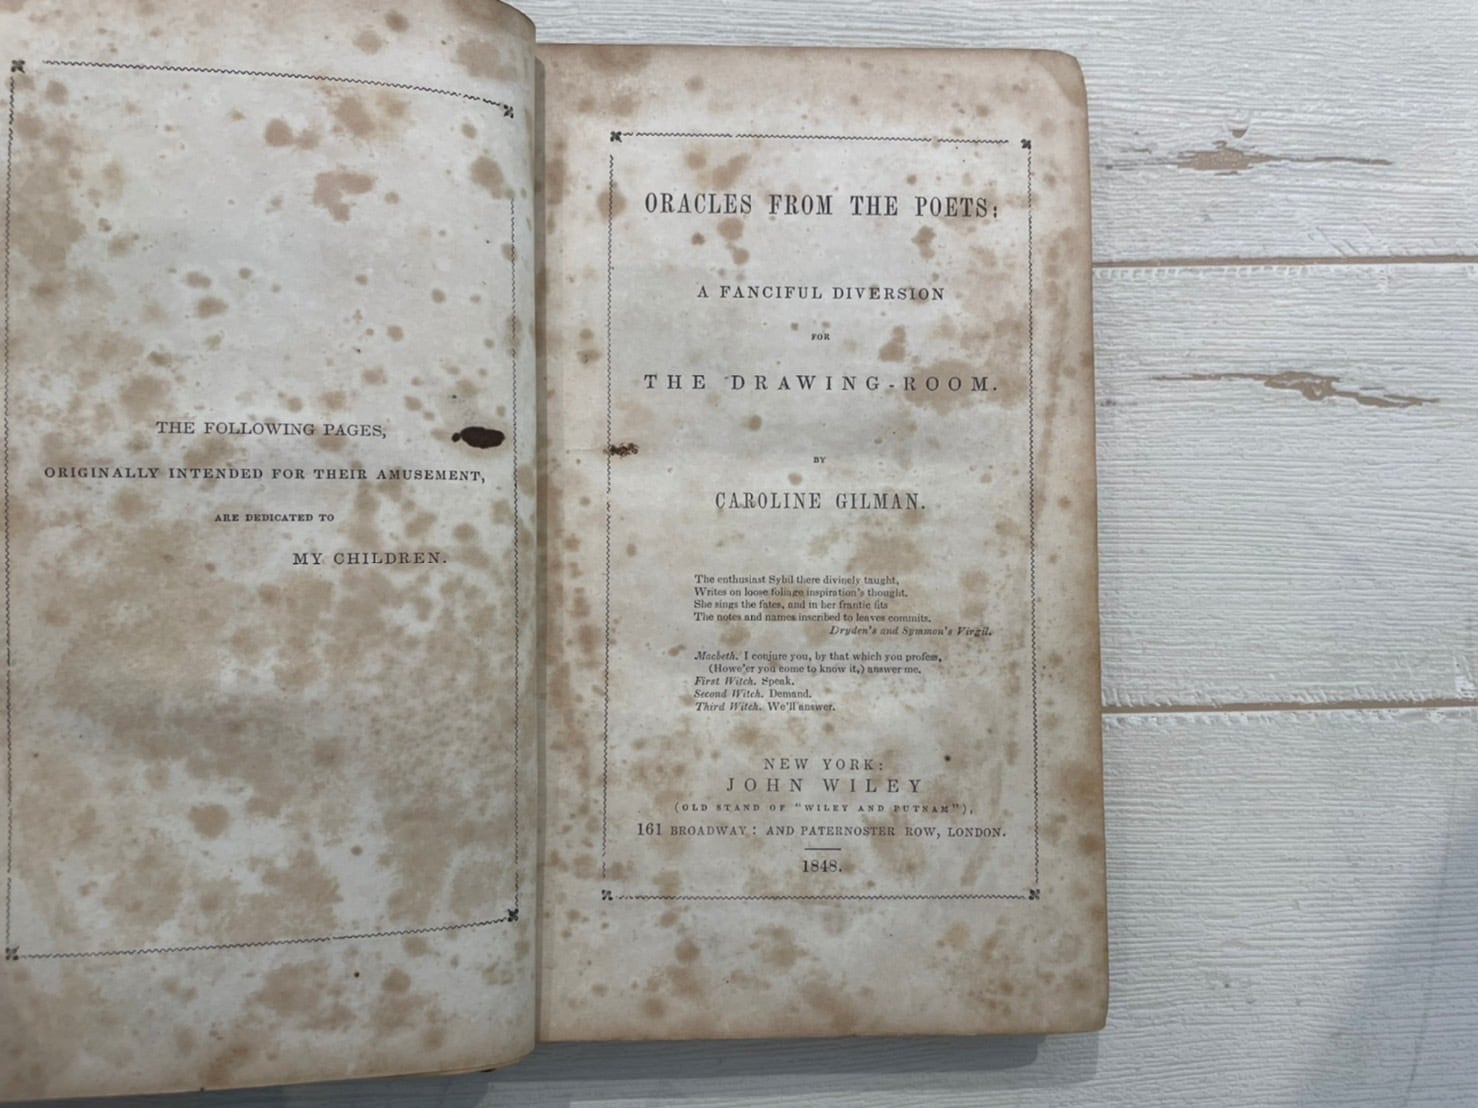 THE FOLLOWING PAGES,
ORIGINALLY INTENDED FOR THEIR AMUSEMENT,
ARE DEDICATED TO
MY CHILDREN.
ORACLES FROM THE POETS:
A FANCIFUL DIVERSION
FOR
THE DRAWING-ROOM.
BY
CAROLINE GILMAN.
The enthusiast Sybil there divinely taught,
Writes on loose foliage inspiration's thought.
She sings the fates, and in her frantic fits
The notes and names inscribed to leaves commits.
Dryden's and Symmon's Virgil.
Macbeth. I conjure you, by that which you profess,
(Howe'er you come to know it,) answer me.
First Witch. Speak.
Second Witch. Demand.
Third Witch. We'll answer.
NEW YORK:
JOHN WILEY
(OLD STAND OF "WILEY AND PUTNAM"),
161 BROADWAY: AND PATERNOSTER ROW, LONDON.
1848.